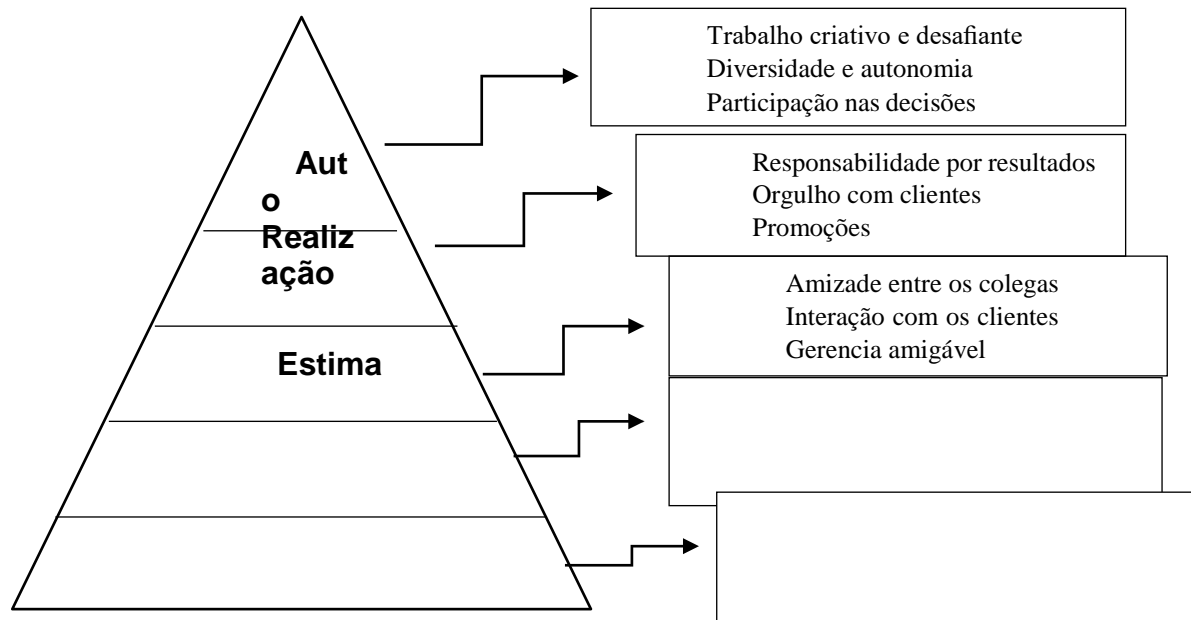 Trabalho criativo e desafiante
Diversidade e autonomia
Participação nas decisões
Aut
o
Realiz
ação
Responsabilidade por resultados
Orgulho com clientes
Promoções
Amizade entre os colegas
Interação com os clientes
Gerencia amigável
Estima